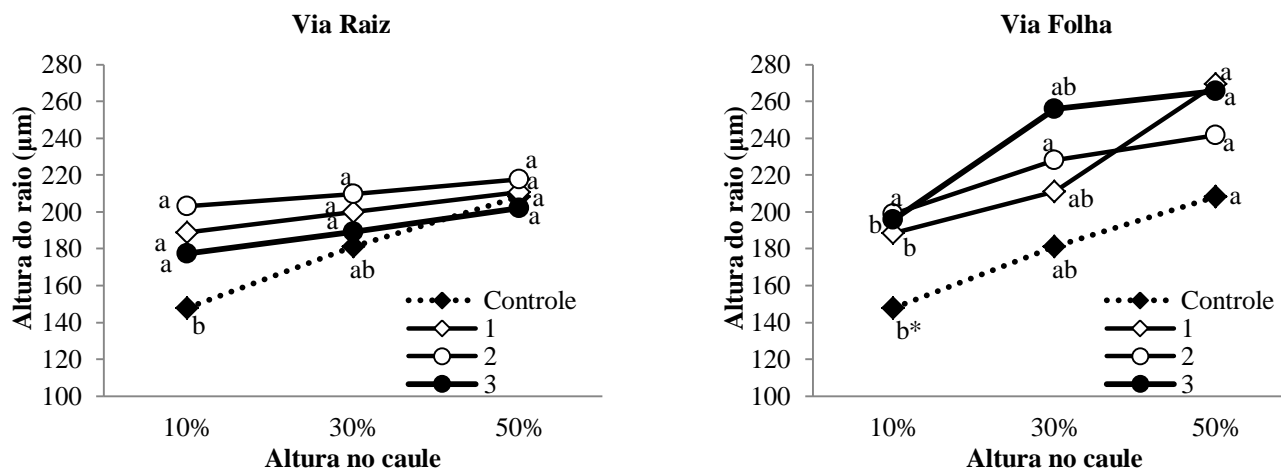 Via Raiz
Altura do raio (µm)
280
260
240
220
200
180
160
140
120
100
a
a
a
a
a
a
a
a
a
a
b
ab
Controle
1
2
3
10%
30%
50%
Altura no caule
Via Folha
Altura do raio (µm)
280
260
240
220
200
180
160
140
120
100
ab
a
a
a
a
a
b
b
ab
a
ab
b*
Controle
1
2
3
10%
30%
50%
Altura no caule